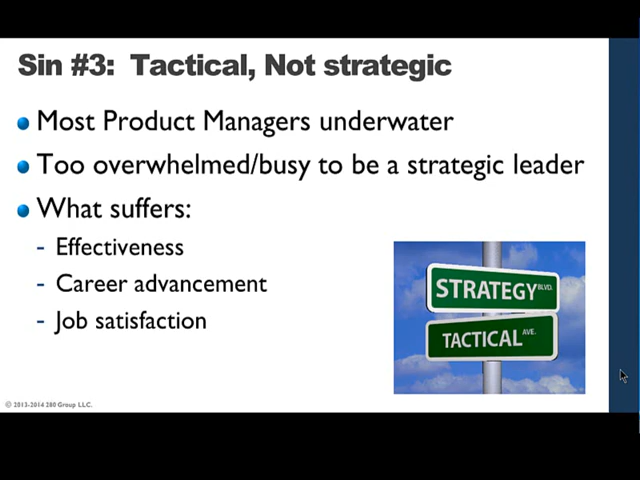 Sin #3: Tactical, Not strategic
Most Product Managers underwater
Too overwhelmed/busy to be a strategic leader
What suffers:
- Effectiveness
- Career advancement
- Job satisfaction
STRATEGY BLVD.
TACTICAL AVE.
© 2013-2014 280 Group LLC.